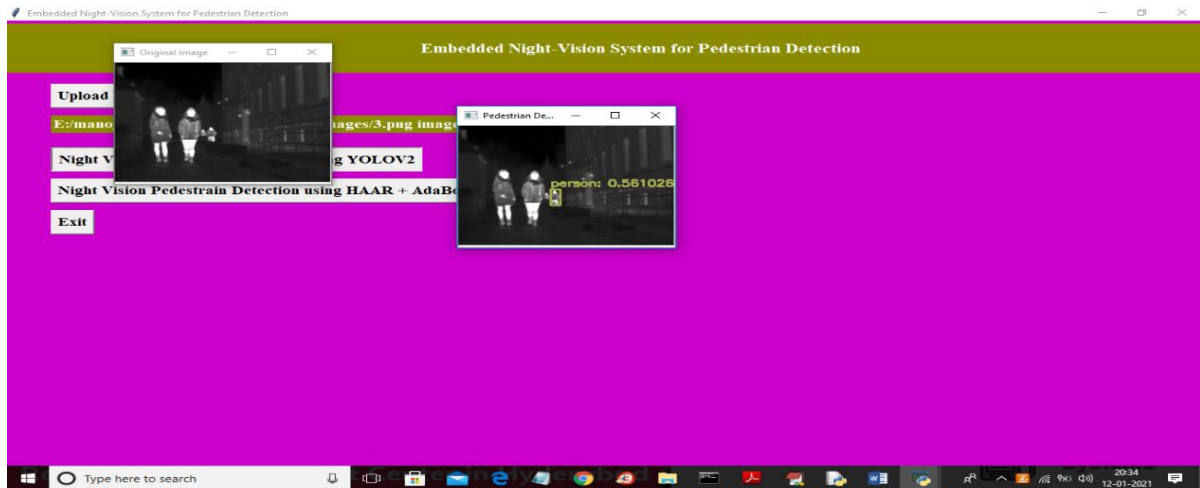 Embedded Night-Vision System for Pedestrian Detection
Original Image
Embedded Night-Vision System for Pedestrian Detection
Upload
Pedestrian De...
E:/mano ages/3.png image
Night V g YOLOV2
person: 0.561026
Night Vision Pedestrain Detection using HAAR + AdaBo
Exit
Type here to search
20:34
12-01-2021